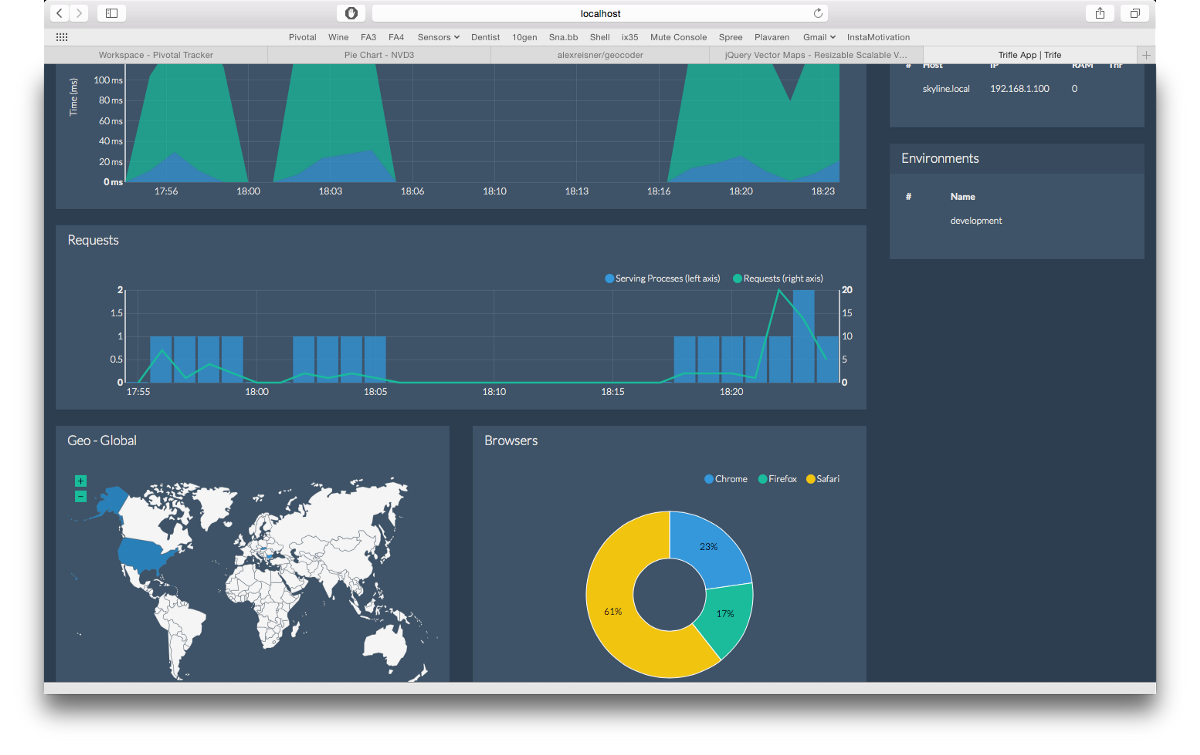 localhost
Pivotal Wine FA3 FA4 Sensors Dentist 10gen Sna.bb Shell ix35 Mute Console Spree Plavaren Gmail InstaMotivation
Workspace - Pivotal Tracker Pie Chart - NVD3 alexreisner/geocoder jQuery Vector Maps - Resizable Scalable V... Trifle App | Trife
Time (ms)
100 ms
80 ms
60 ms
40 ms
20 ms
0 ms
17:56 18:00 18:03 18:06 18:10 18:13 18:16 18:20 18:23
# Host IP RAM Thr
skyline.local 192.168.1.100 0
Environments
# Name
development
Requests
Serving Proceses (left axis) Requests (right axis)
2 20
1.5 15
1 10
0.5 5
0 0
17:55 18:00 18:05 18:10 18:15 18:20
Geo - Global
+
−
Browsers
Chrome Firefox Safari
23%
61%
17%